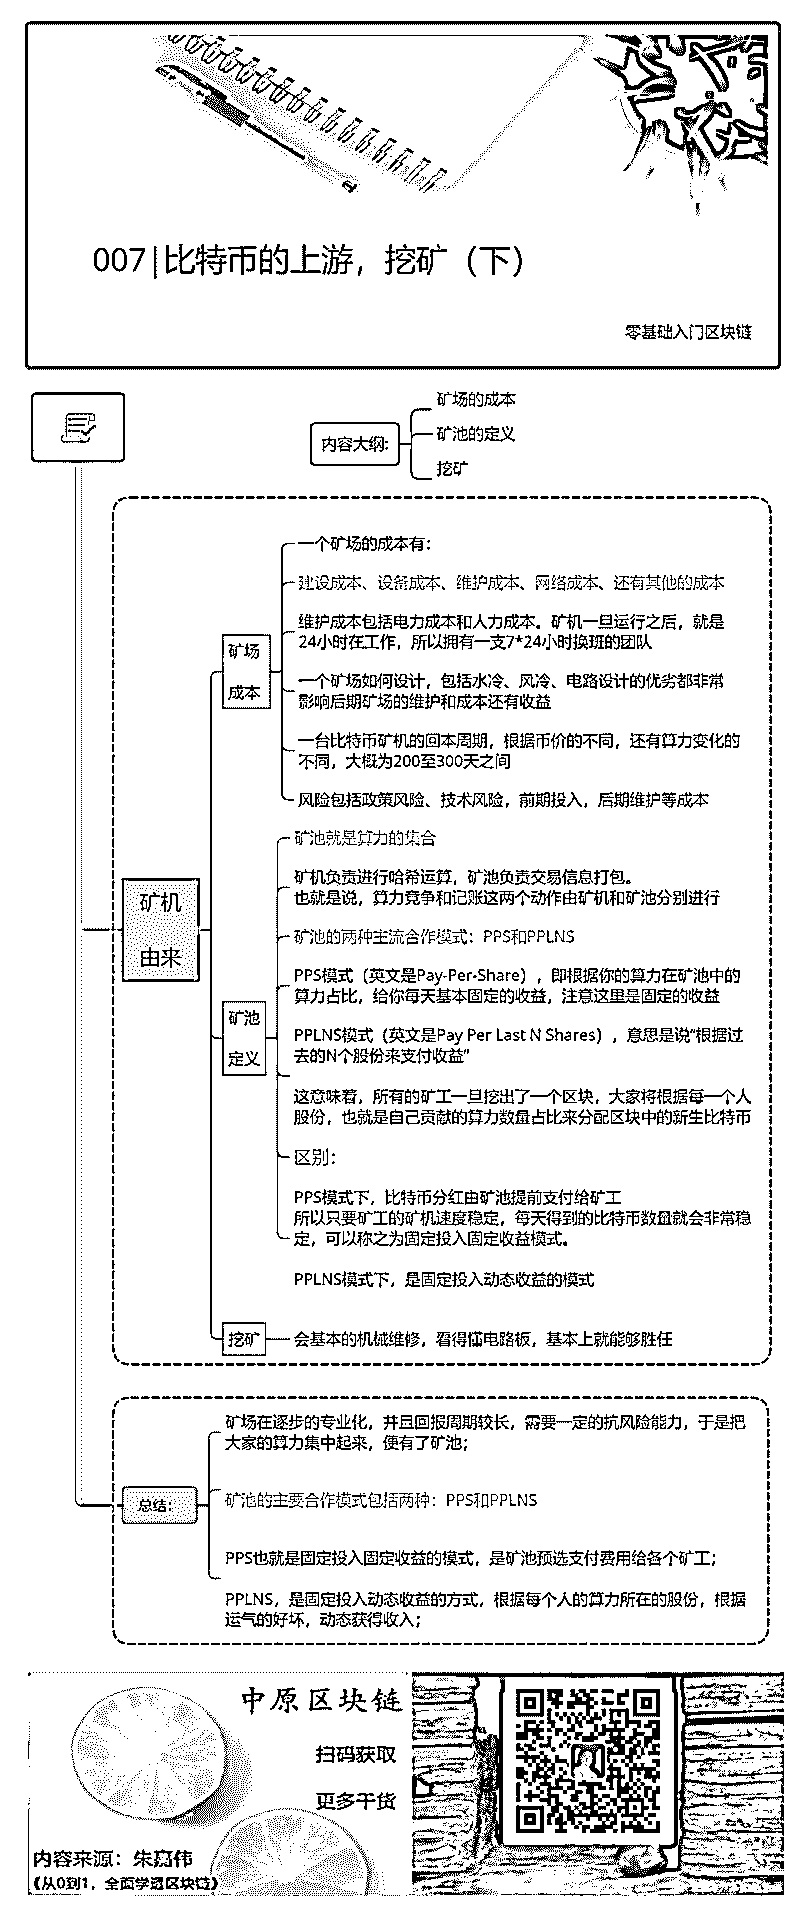 007|比特币的上游，挖矿（下）
零基础入门区块链
内容大纲:
矿场的成本
矿池的定义
挖矿
矿机
由来
矿场
成本
一个矿场的成本有：
建设成本、设备成本、维护成本、网络成本、还有其他的成本
维护成本包括电力成本和人力成本。矿机一旦运行之后，就是
24小时在工作，所以拥有一支7*24小时换班的团队
一个矿场如何设计，包括水冷、风冷、电路设计的优劣都非常
影响后期矿场的维护和成本还有收益
一台比特币矿机的回本周期，根据币价的不同，还有算力变化的
不同，大概为200至300天之间
风险包括政策风险、技术风险，前期投入，后期维护等成本
矿池
定义
矿池就是算力的集合
矿机负责进行哈希运算，矿池负责交易信息打包。
也就是说，算力竞争和记账这两个动作由矿机和矿池分别进行
矿池的两种主流合作模式：PPS和PPLNS
PPS模式（英文是Pay-Per-Share），即根据你的算力在矿池中的
算力占比，给你每天基本固定的收益，注意这里是固定的收益
PPLNS模式（英文是Pay Per Last N Shares），意思是说“根据过
去的N个股份来支付收益”
这意味着，所有的矿工一旦挖出了一个区块，大家将根据每一个人
股份，也就是自己贡献的算力数量占比来分配区块中的新生比特币
区别：
PPS模式下，比特币分红由矿池提前支付给矿工
所以只要矿工的矿机速度稳定，每天得到的比特币数量就会非常稳
定，可以称之为固定投入固定收益模式。
PPLNS模式下，是固定投入动态收益的模式
挖矿
会基本的机械维修，看得懂电路板，基本上就能够胜任
总结：
矿场在逐步的专业化，并且回报周期较长，需要一定的抗风险能力，于是把
大家的算力集中起来，便有了矿池；
矿池的主要合作模式包括两种：PPS和PPLNS
PPS也就是固定投入固定收益的模式，是矿池预选支付费用给各个矿工；
PPLNS，是固定投入动态收益的方式，根据每个人的算力所在的股份，根据
运气的好坏，动态获得收入；
中原区块链
扫码获取
更多干货
内容来源：朱嘉伟
《从0到1，全面学透区块链》